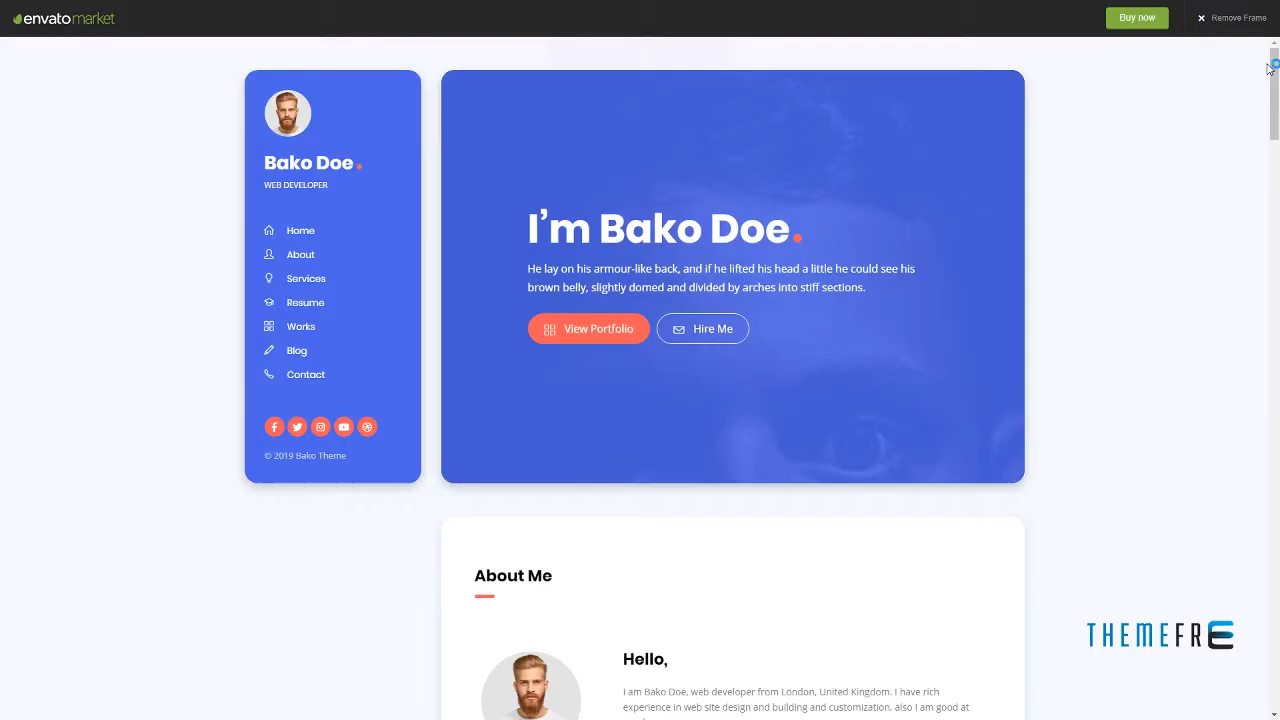 envatomarket
Buy now
Remove Frame
Bako Doe.
WEB DEVELOPER
Home
About
Services
Resume
Works
Blog
Contact
© 2019 Bako Theme
I'm Bako Doe.
He lay on his armour-like back, and if he lifted his head a little he could see his
brown belly, slightly domed and divided by arches into stiff sections.
View Portfolio
Hire Me
About Me
Hello,
I am Bako Doe, web developer from London, United Kingdom. I have rich
experience in web site design and building and customization, also I am good at
THEMEFRE